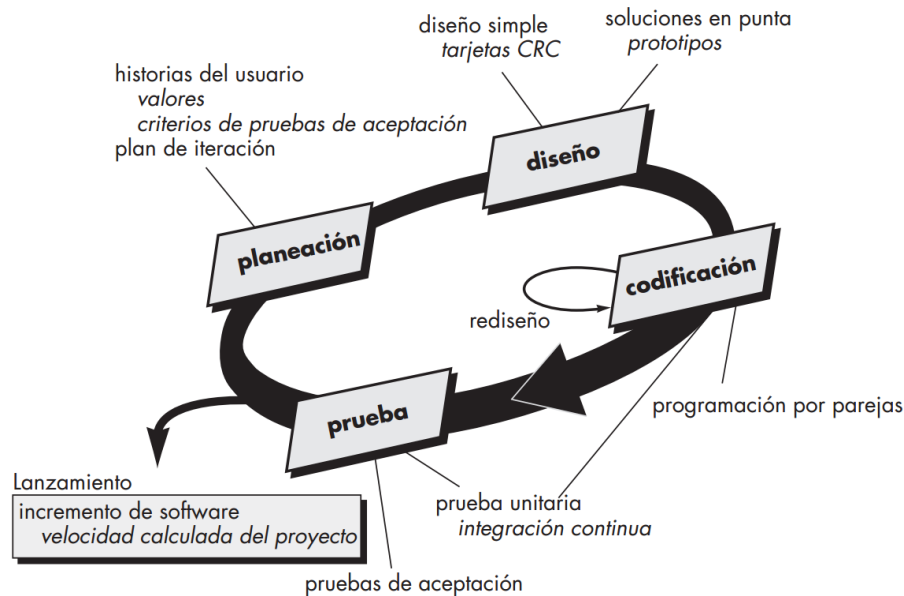 diseño simple
tarjetas CRC
soluciones en punta
prototipos
historias del usuario
valores
criterios de pruebas de aceptación
plan de iteración
diseño
planeación
codificación
rediseño
prueba
programación por parejas
Lanzamiento
incremento de software
velocidad calculada del proyecto
prueba unitaria
integración continua
pruebas de aceptación